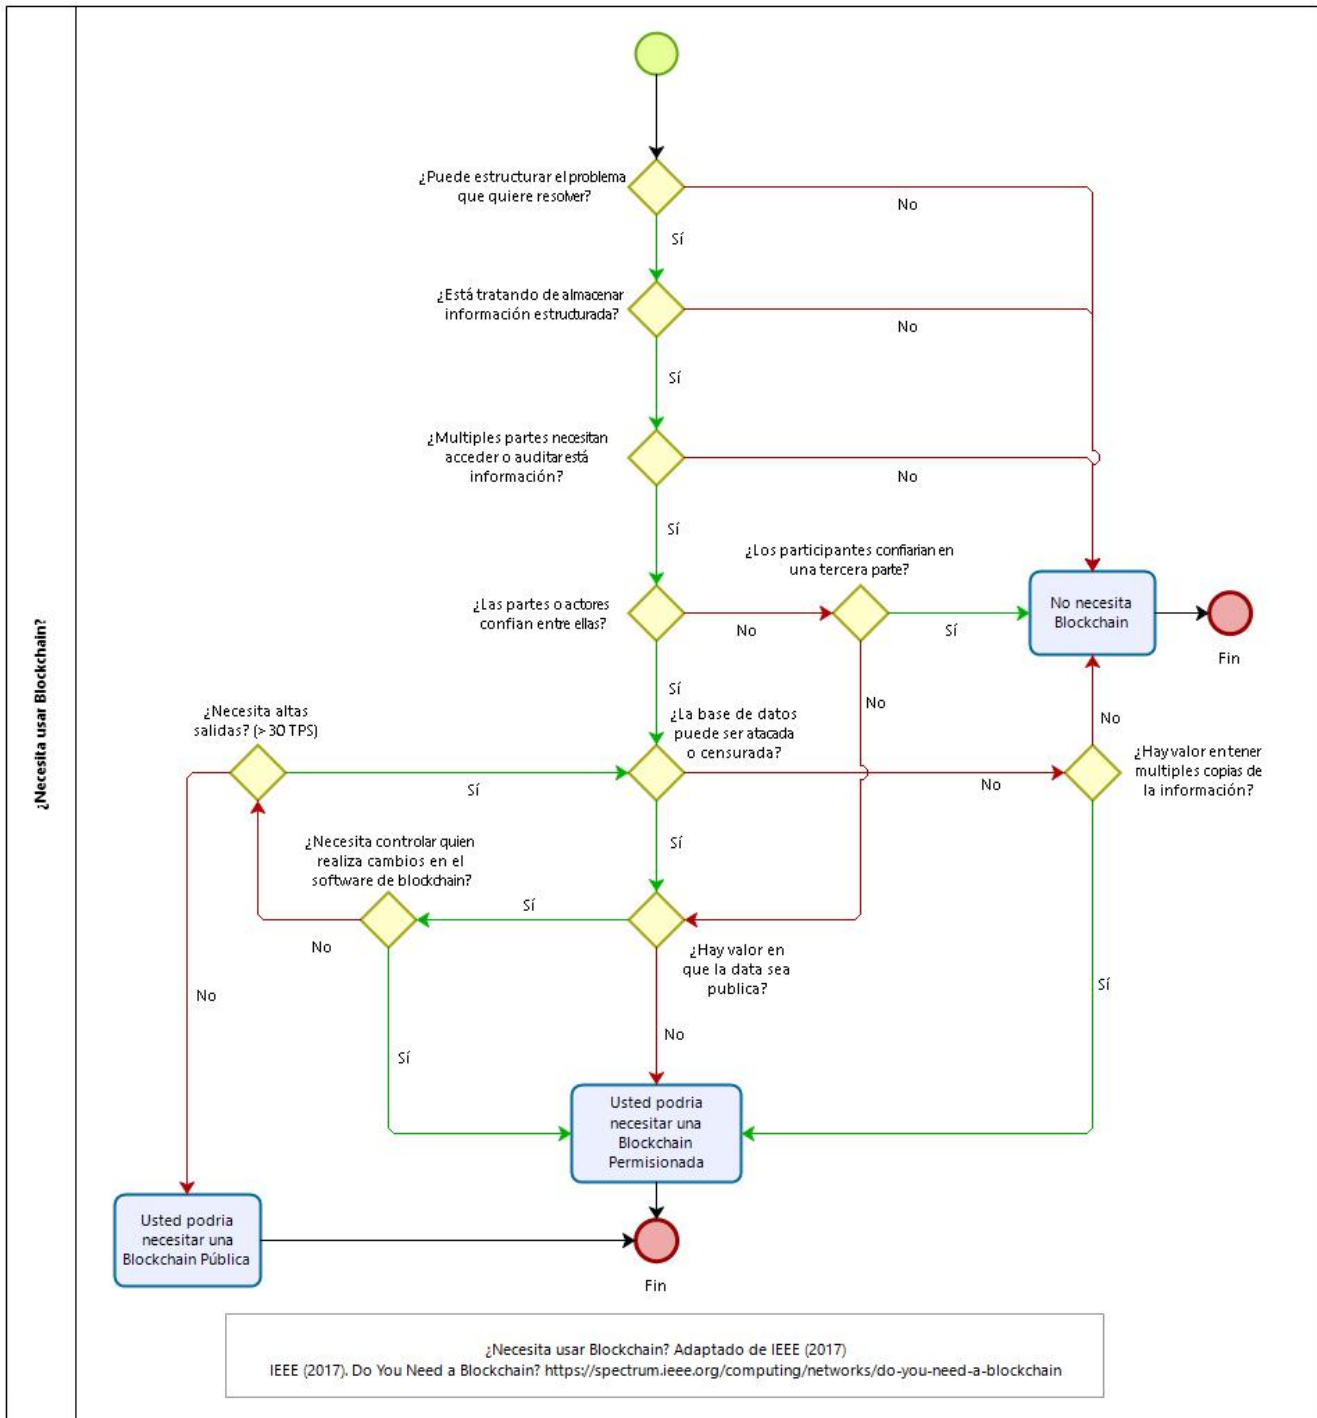 ¿Necesita usar Blockchain?
¿Puede estructurar el problema
que quiere resolver?
No
Sí
¿Está tratando de almacenar
información estructurada?
No
Sí
¿Multiples partes necesitan
acceder o auditar está
información?
No
Sí
¿Los participantes confiarian en
una tercera parte?
¿Las partes o actores
confian entre ellas?
No
Sí
No necesita
Blockchain
Fin
Sí
No
No
¿Necesita altas
salidas? (> 30 TPS)
¿La base de datos
puede ser atacada
o censurada?
¿Hay valor en tener
multiples copias de
la información?
Sí
No
Sí
¿Necesita controlar quien
realiza cambios en el
software de blockchain?
Sí
No
¿Hay valor en
que la data sea
publica?
Sí
No
No
Sí
Usted podria
necesitar una
Blockchain
Permisionada
Usted podria
necesitar una
Blockchain Pública
Fin
¿Necesita usar Blockchain? Adaptado de IEEE (2017)
IEEE (2017). Do You Need a Blockchain? https://spectrum.ieee.org/computing/networks/do-you-need-a-blockchain